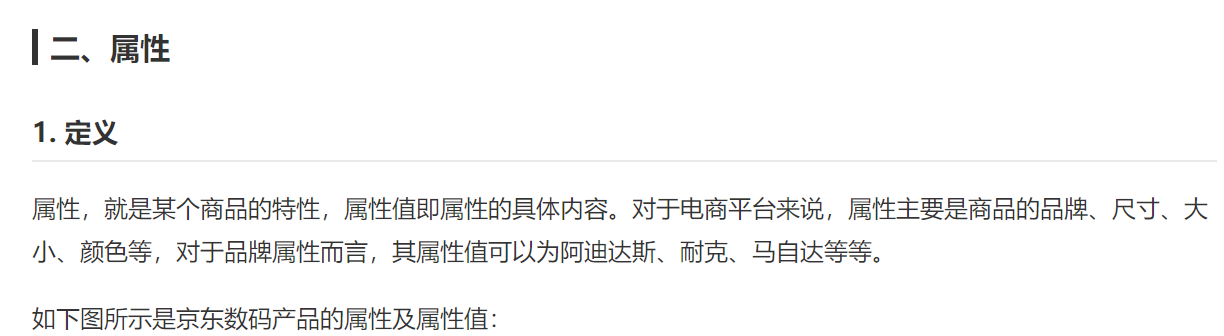 二、属性
1. 定义
属性，就是某个商品的特性，属性值即属性的具体内容。对于电商平台来说，属性主要是商品的品牌、尺寸、大
小、颜色等，对于品牌属性而言，其属性值可以为阿迪达斯、耐克、马自达等等。
如下图所示是京东数码产品的属性及属性值：